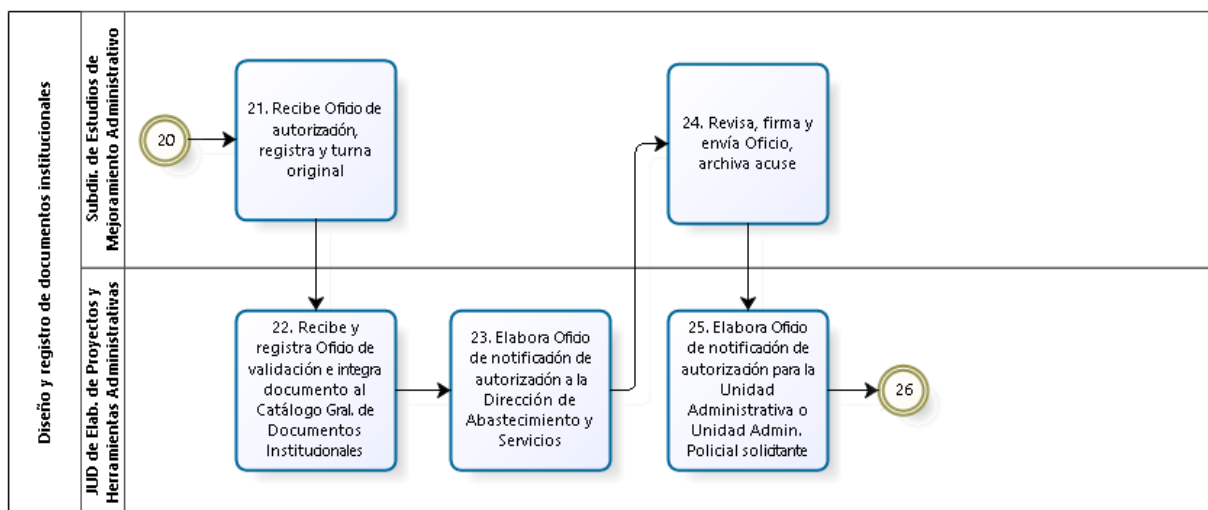 Diseño y registro de documentos institucionales
Subdir. de Estudios de
Mejoramiento Administrativo
20
21. Recibe Oficio de
autorización,
registra y turna
original
24. Revisa, firma y
envía Oficio,
archiva acuse
JUD de Elab. de Proyectos y
Herramientas Administrativas
22. Recibe y
registra Oficio de
validación e integra
documento al
Catálogo Gral. de
Documentos
Institucionales
23. Elabora Oficio
de notificación de
autorización a la
Dirección de
Abastecimiento y
Servicios
25. Elabora Oficio
de notificación de
autorización para la
Unidad
Administrativa o
Unidad Admin.
Policial solicitante
26